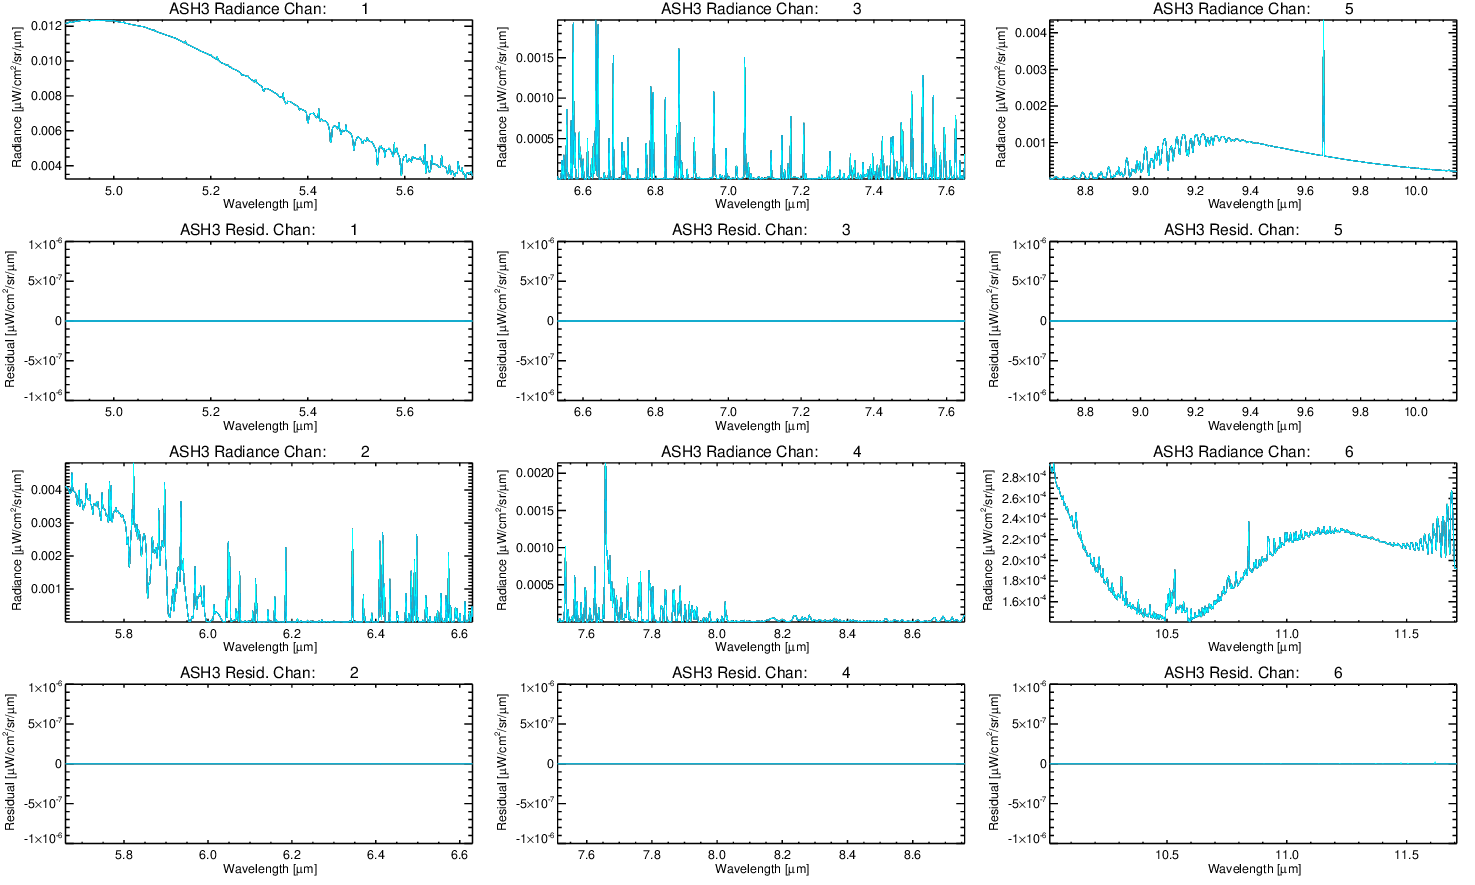 ASH3 Radiance Chan: 1
Radiance [μW/cm²/sr/μm]
0.012
0.010
0.008
0.006
0.004
5.0 5.2 5.4 5.6
Wavelength [μm]
ASH3 Radiance Chan: 3
Radiance [μW/cm²/sr/μm]
0.0015
0.0010
0.0005
6.6 6.8 7.0 7.2 7.4 7.6
Wavelength [μm]
ASH3 Radiance Chan: 5
Radiance [μW/cm²/sr/μm]
0.004
0.003
0.002
0.001
8.8 9.0 9.2 9.4 9.6 9.8 10.0
Wavelength [μm]
ASH3 Resid. Chan: 1
Residual [μW/cm²/sr/μm]
1×10⁻⁶
5×10⁻⁷
0
-5×10⁻⁷
-1×10⁻⁶
5.0 5.2 5.4 5.6
Wavelength [μm]
ASH3 Resid. Chan: 3
Residual [μW/cm²/sr/μm]
1×10⁻⁶
5×10⁻⁷
0
-5×10⁻⁷
-1×10⁻⁶
6.6 6.8 7.0 7.2 7.4 7.6
Wavelength [μm]
ASH3 Resid. Chan: 5
Residual [μW/cm²/sr/μm]
1×10⁻⁶
5×10⁻⁷
0
-5×10⁻⁷
-1×10⁻⁶
8.8 9.0 9.2 9.4 9.6 9.8 10.0
Wavelength [μm]
ASH3 Radiance Chan: 2
Radiance [μW/cm²/sr/μm]
0.004
0.003
0.002
0.001
5.8 6.0 6.2 6.4 6.6
Wavelength [μm]
ASH3 Radiance Chan: 4
Radiance [μW/cm²/sr/μm]
0.0020
0.0015
0.0010
0.0005
7.6 7.8 8.0 8.2 8.4 8.6
Wavelength [μm]
ASH3 Radiance Chan: 6
Radiance [μW/cm²/sr/μm]
2.8×10⁻⁴
2.6×10⁻⁴
2.4×10⁻⁴
2.2×10⁻⁴
2.0×10⁻⁴
1.8×10⁻⁴
1.6×10⁻⁴
10.5 11.0 11.5
Wavelength [μm]
ASH3 Resid. Chan: 2
Residual [μW/cm²/sr/μm]
1×10⁻⁶
5×10⁻⁷
0
-5×10⁻⁷
-1×10⁻⁶
5.8 6.0 6.2 6.4 6.6
Wavelength [μm]
ASH3 Resid. Chan: 4
Residual [μW/cm²/sr/μm]
1×10⁻⁶
5×10⁻⁷
0
-5×10⁻⁷
-1×10⁻⁶
7.6 7.8 8.0 8.2 8.4 8.6
Wavelength [μm]
ASH3 Resid. Chan: 6
Residual [μW/cm²/sr/μm]
1×10⁻⁶
5×10⁻⁷
0
-5×10⁻⁷
-1×10⁻⁶
10.5 11.0 11.5
Wavelength [μm]